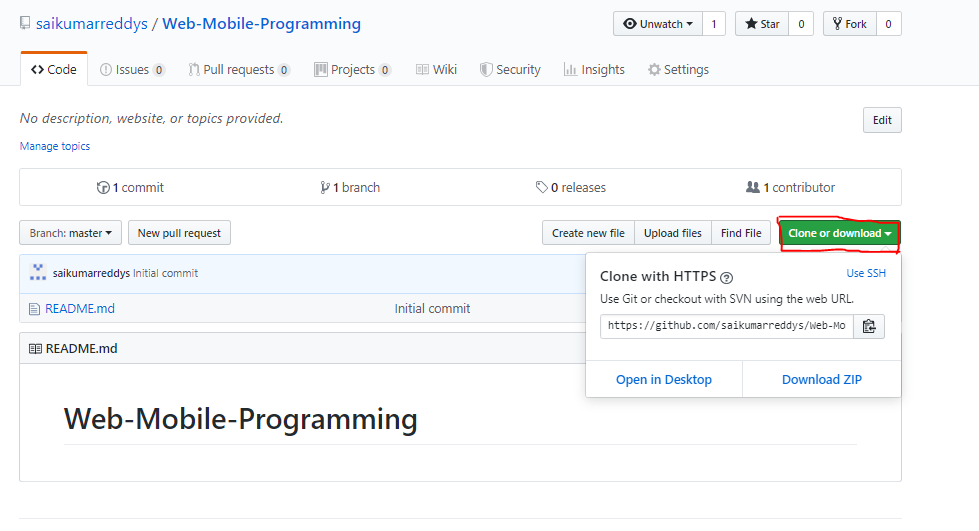 saikumarreddys / Web-Mobile-Programming
Unwatch 1 Star 0 Fork 0
Code Issues 0 Pull requests 0 Projects 0 Wiki Security Insights Settings
No description, website, or topics provided.
Edit
Manage topics
1 commit 1 branch 0 releases 1 contributor
Branch: master New pull request Create new file Upload files Find File Clone or download
saikumarreddys Initial commit
README.md Initial commit
Clone with HTTPS ? Use SSH
Use Git or checkout with SVN using the web URL.
https://github.com/saikumarreddys/Web-Mo
Open in Desktop Download ZIP
README.md
Web-Mobile-Programming